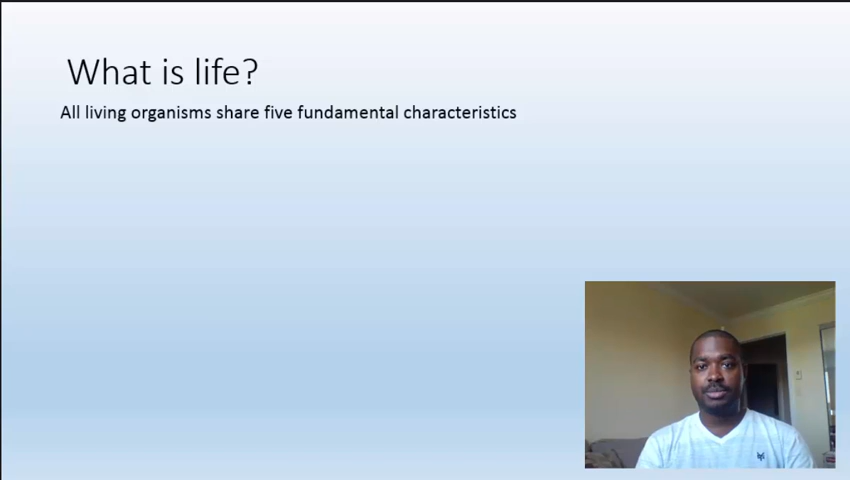 What is life?
All living organisms share five fundamental characteristics